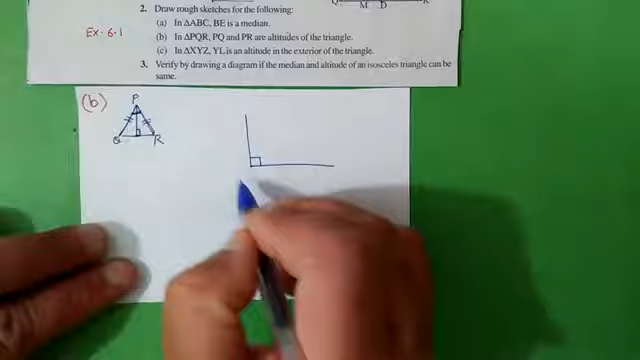 M D
2. Draw rough sketches for the following:
(a) In ΔABC, BE is a median.
(b) In ΔPQR, PQ and PR are altitudes of the triangle.
(c) In ΔXYZ, YL is an altitude in the exterior of the triangle.
3. Verify by drawing a diagram if the median and altitude of an isosceles triangle can be
same.
Ex-6.1
(b)
P
Q R